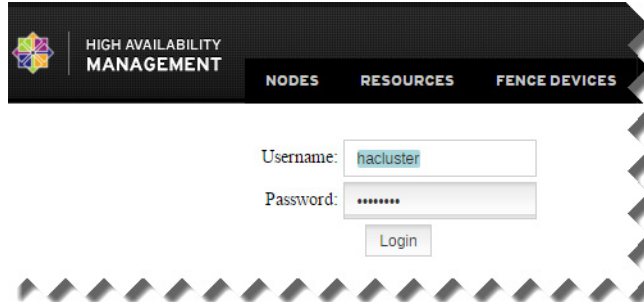 HIGH AVAILABILITY
MANAGEMENT
NODES RESOURCES FENCE DEVICES
Username: hacluster
Password: ••••••••
Login